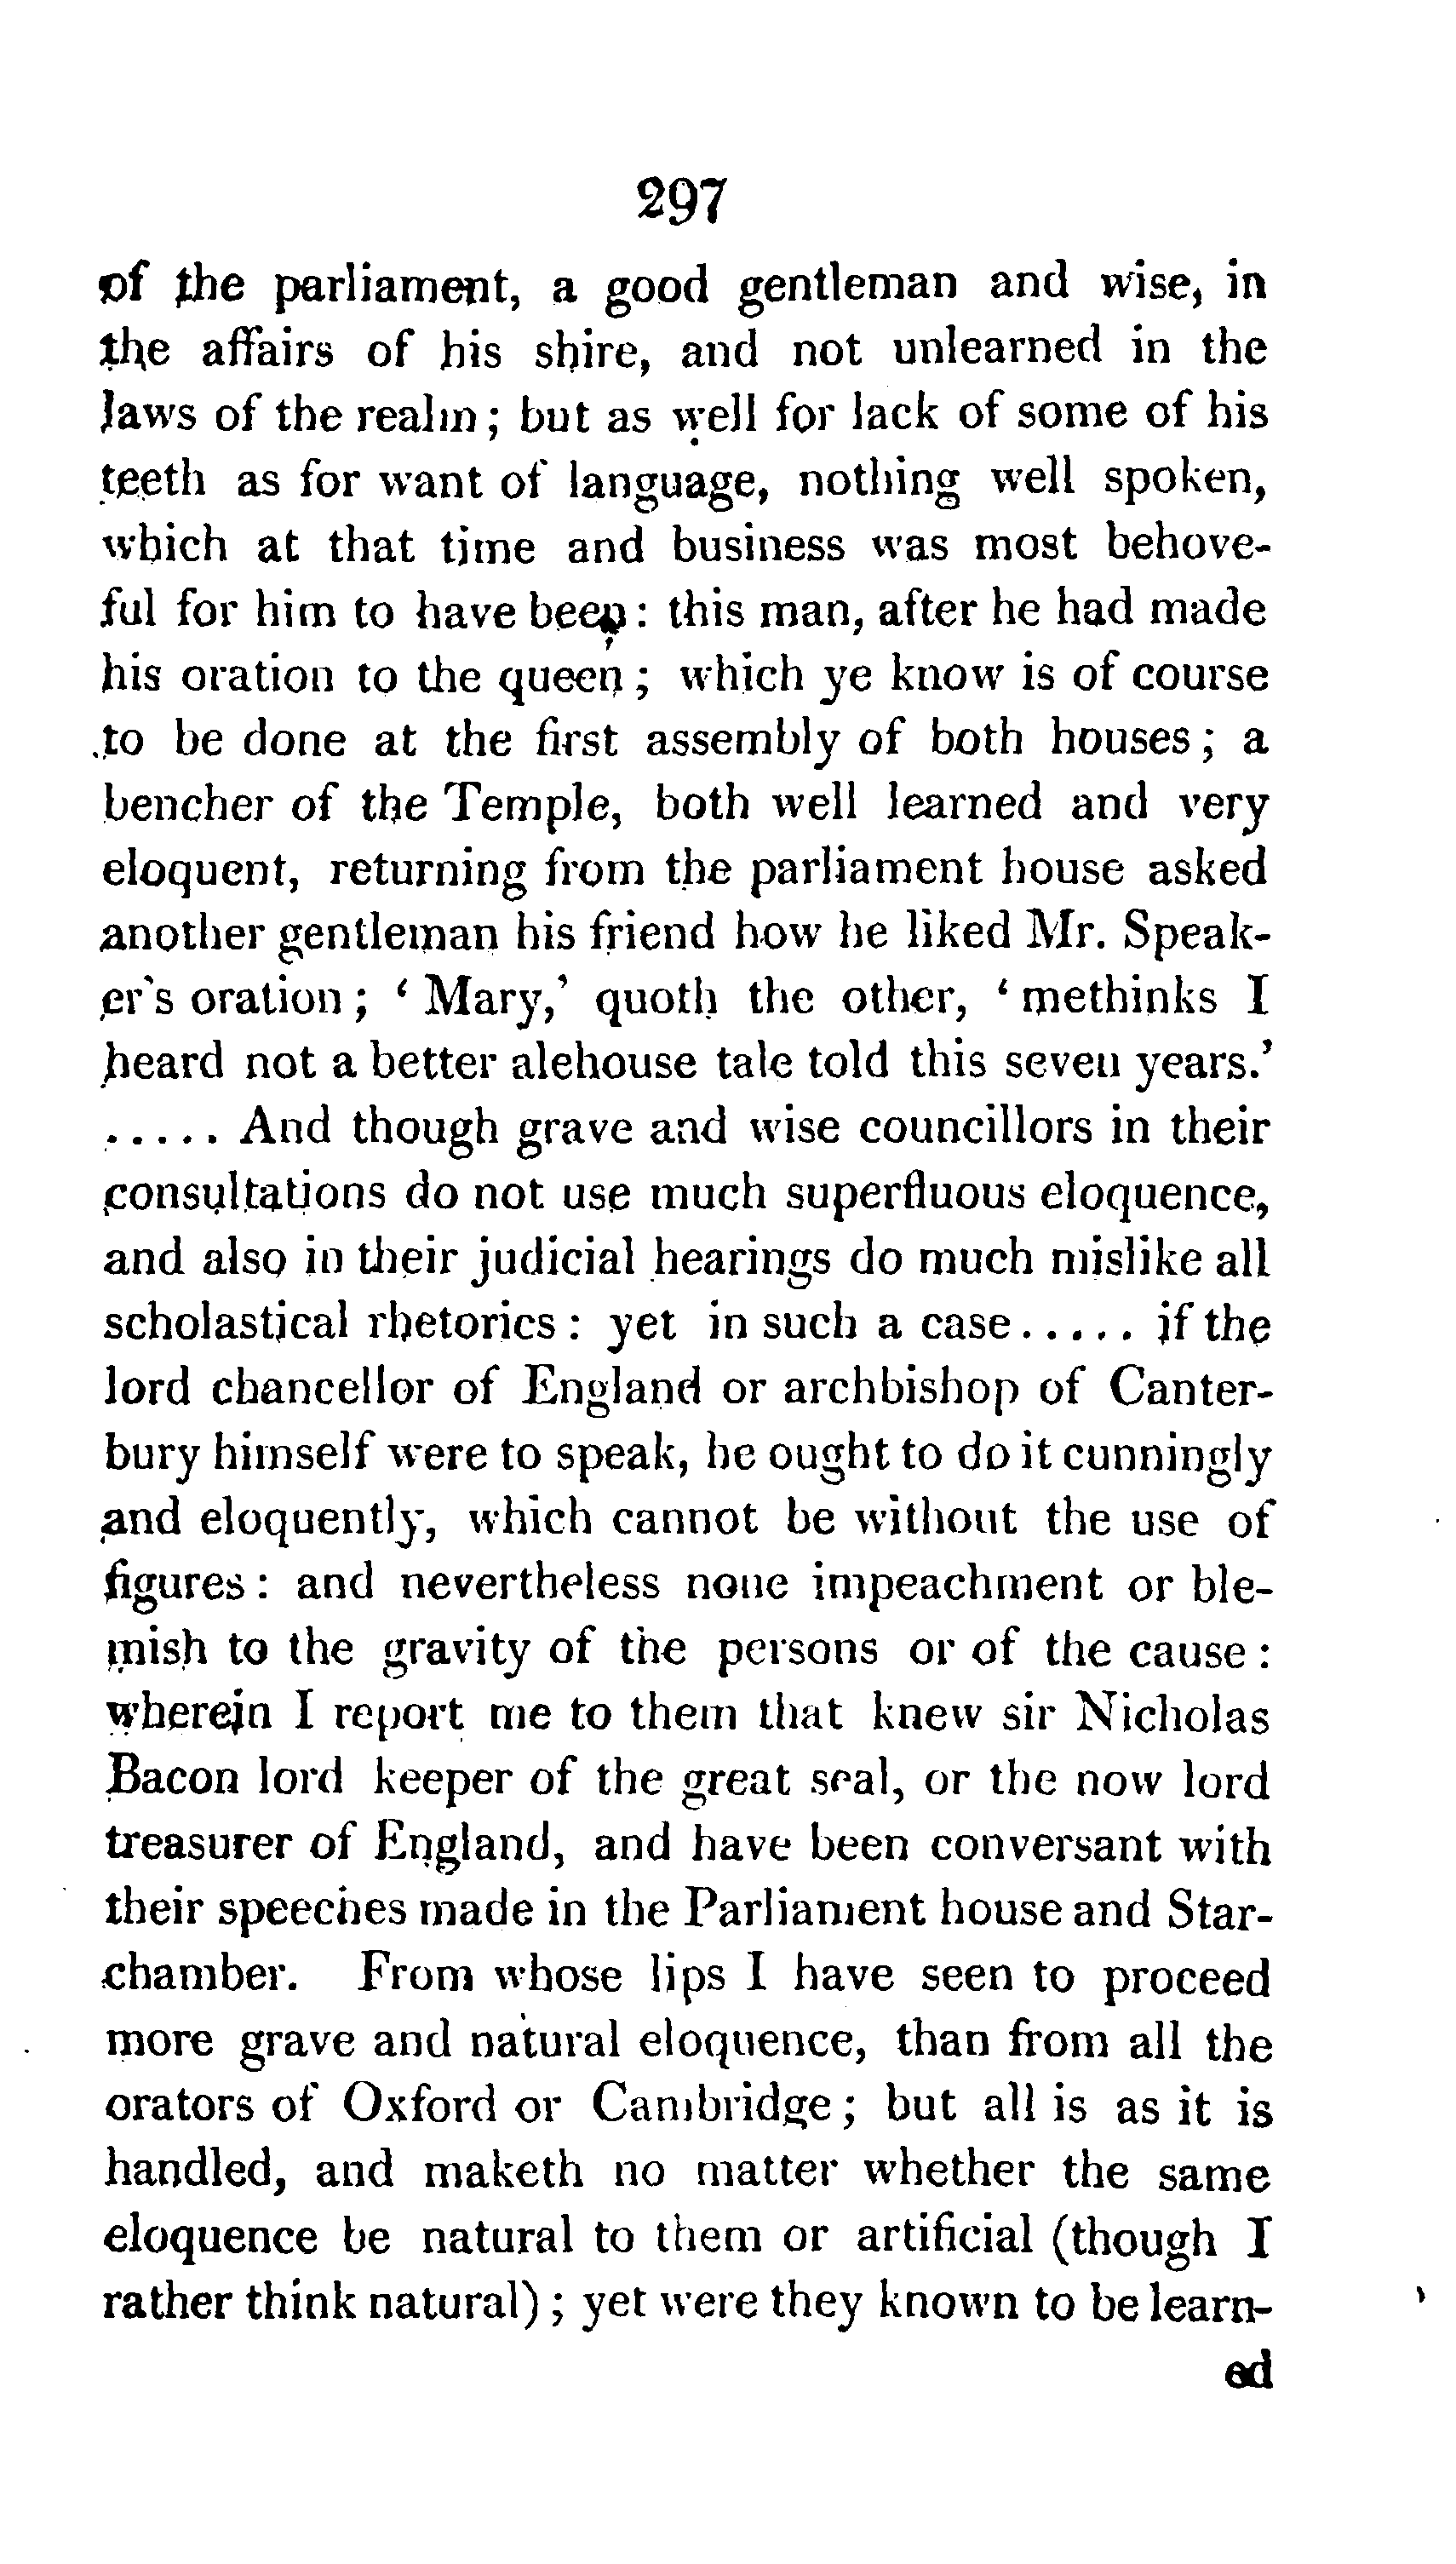 297
of the parliament, a good gentleman and wise, in
the affairs of his shire, and not unlearned in the
laws of the realm; but as well for lack of some of his
teeth as for want of language, nothing well spoken,
which at that time and business was most behove-
ful for him to have been: this man, after he had made
his oration to the queen; which ye know is of course
to be done at the first assembly of both houses; a
bencher of the Temple, both well learned and very
eloquent, returning from the parliament house asked
another gentleman his friend how he liked Mr. Speak-
er's oration; ‘Mary,’ quoth the other, ‘methinks I
heard not a better alehouse tale told this seven years.’
..... And though grave and wise councillors in their
consultations do not use much superfluous eloquence,
and also in their judicial hearings do much mislike all
scholastical rhetorics: yet in such a case ..... if the
lord chancellor of England or archbishop of Canter-
bury himself were to speak, he ought to do it cunningly
and eloquently, which cannot be without the use of
figures: and nevertheless none impeachment or ble-
mish to the gravity of the persons or of the cause:
wherein I report me to them that knew sir Nicholas
Bacon lord keeper of the great seal, or the now lord
treasurer of England, and have been conversant with
their speeches made in the Parliament house and Star-
chamber. From whose lips I have seen to proceed
more grave and natural eloquence, than from all the
orators of Oxford or Cambridge; but all is as it is
handled, and maketh no matter whether the same
eloquence be natural to them or artificial (though I
rather think natural); yet were they known to be learn-
ed